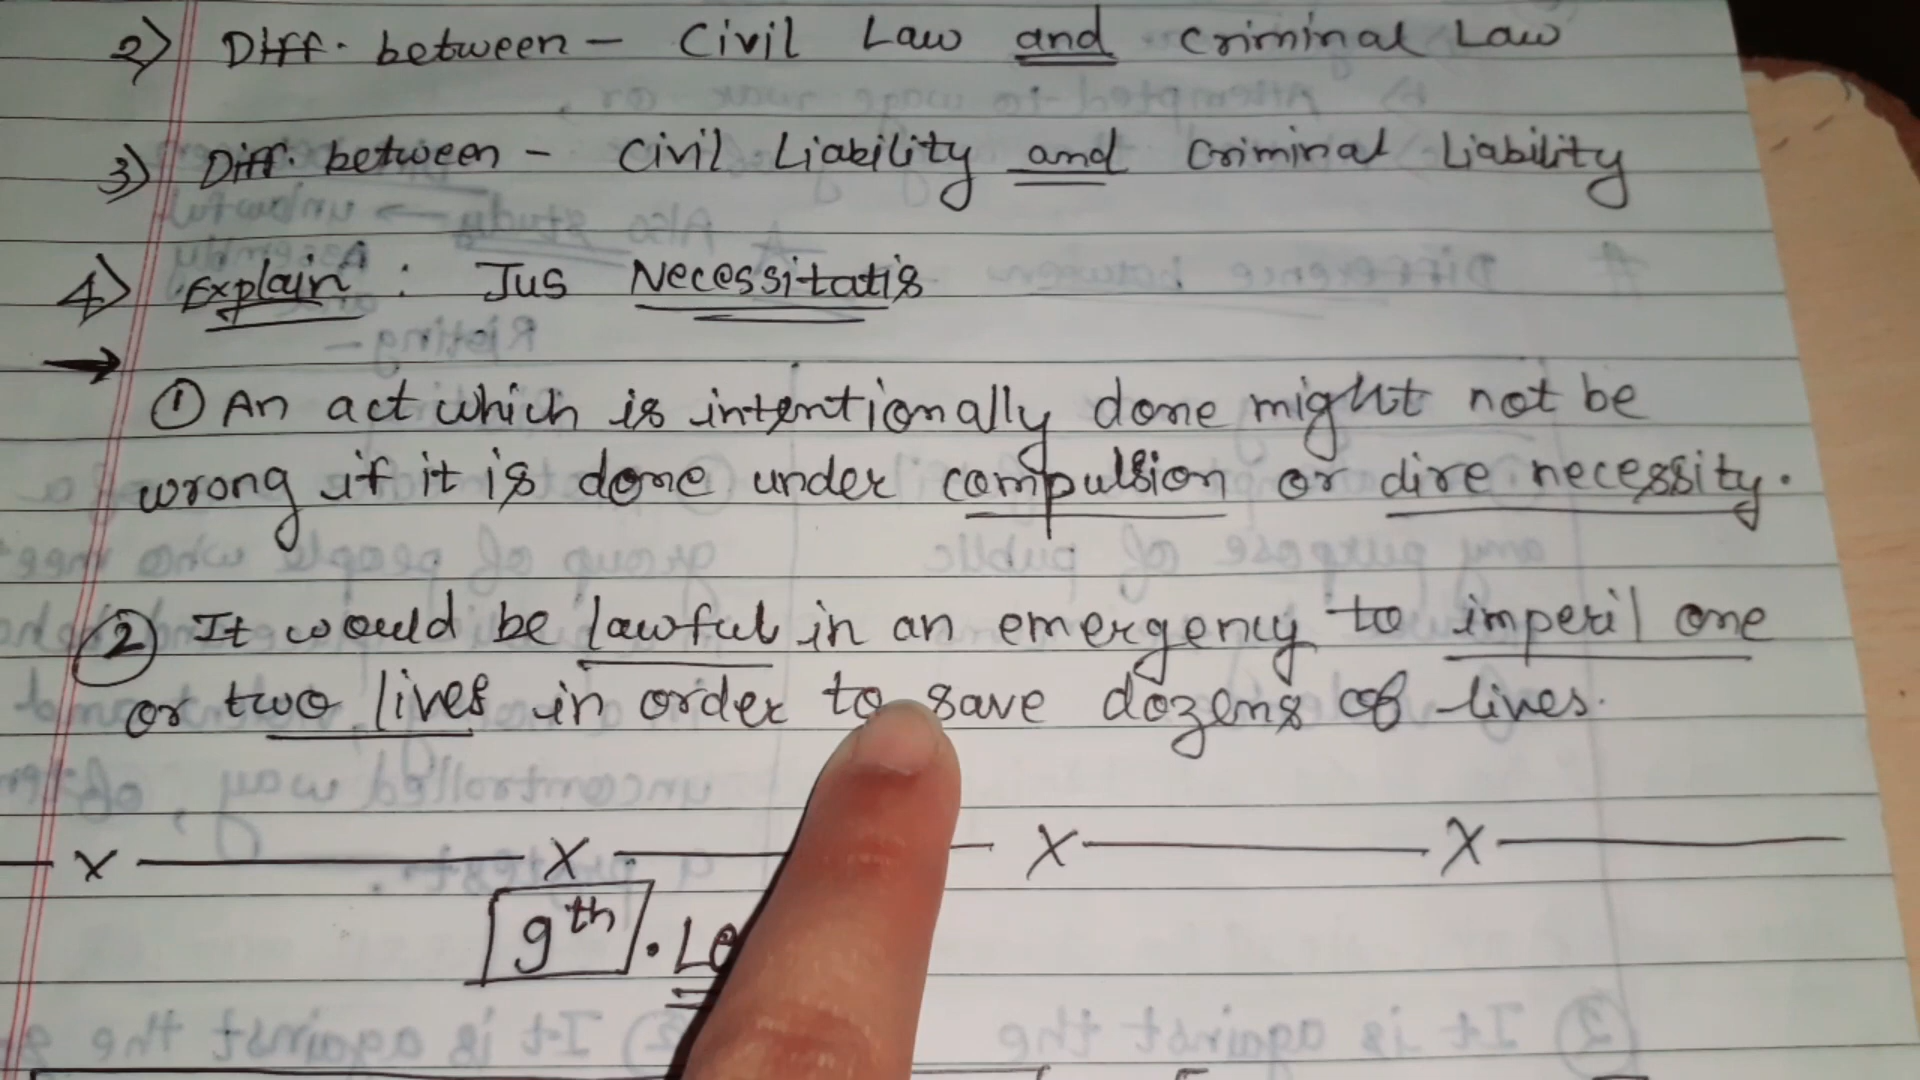 2) Diff. between - Civil Law and Criminal Law
3) Diff. between - Civil Liability and Criminal Liability
4) Explain : Jus Necessitatis
→
① An act which is intentionally done might not be
wrong if it is done under compulsion or dire necessity.
② It would be lawful in an emergency to imperil one
or two lives in order to save dozens of lives.
x x x x
9th. Le